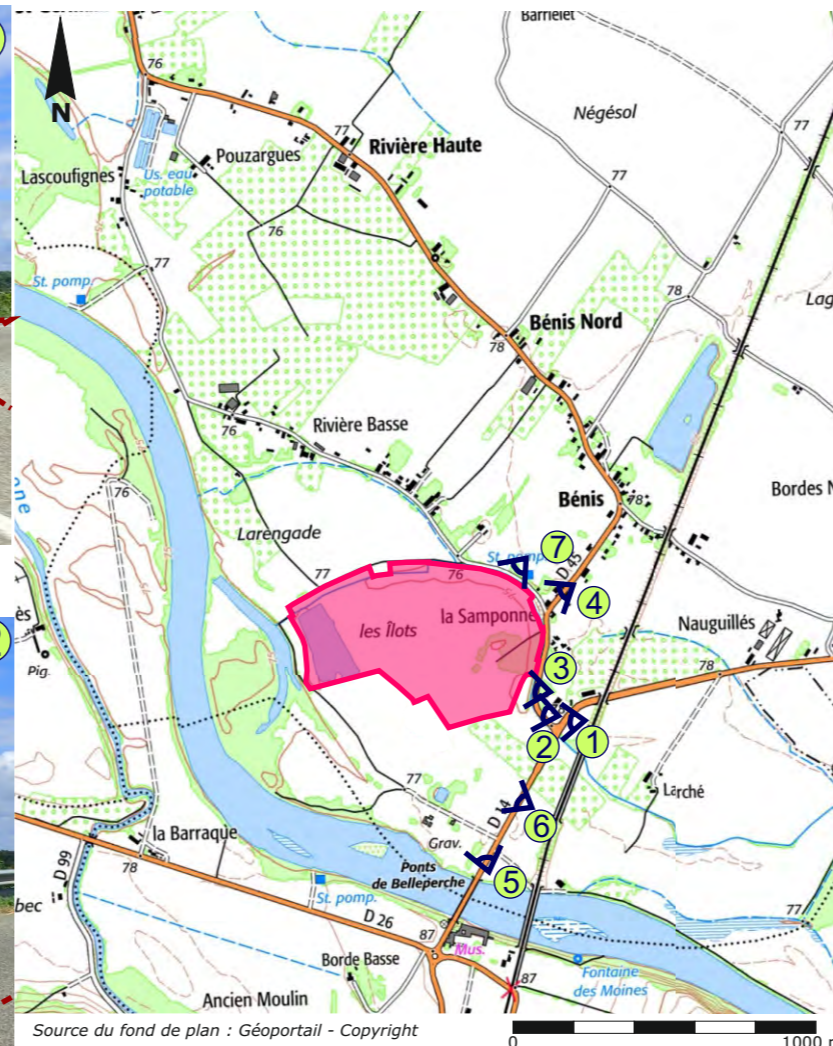 Barrielet
N
76
77
Négésol
77
Rivière Haute
Pouzargues
Lascoufignes
Us. eau
potable
76
77
77
St. pomp.
78
Bénis Nord
78
76
Rivière Basse
Bénis
78
76
Bordes N
Larengade
77
76
St. pomp.
7
D 45
4
les Îlots
la Samponne
Nauguillés
ès
Pig.
3
78
2
1
77
Larché
6
D 14
la Barraque
78
Grav.
5
D 99
Ponts
de Belleperche
St. pomp.
77
bec
D 26
87
Mus.
Borde Basse
Fontaine
des Moines
87
Ancien Moulin
Source du fond de plan : Géoportail - Copyright
0
1000 m